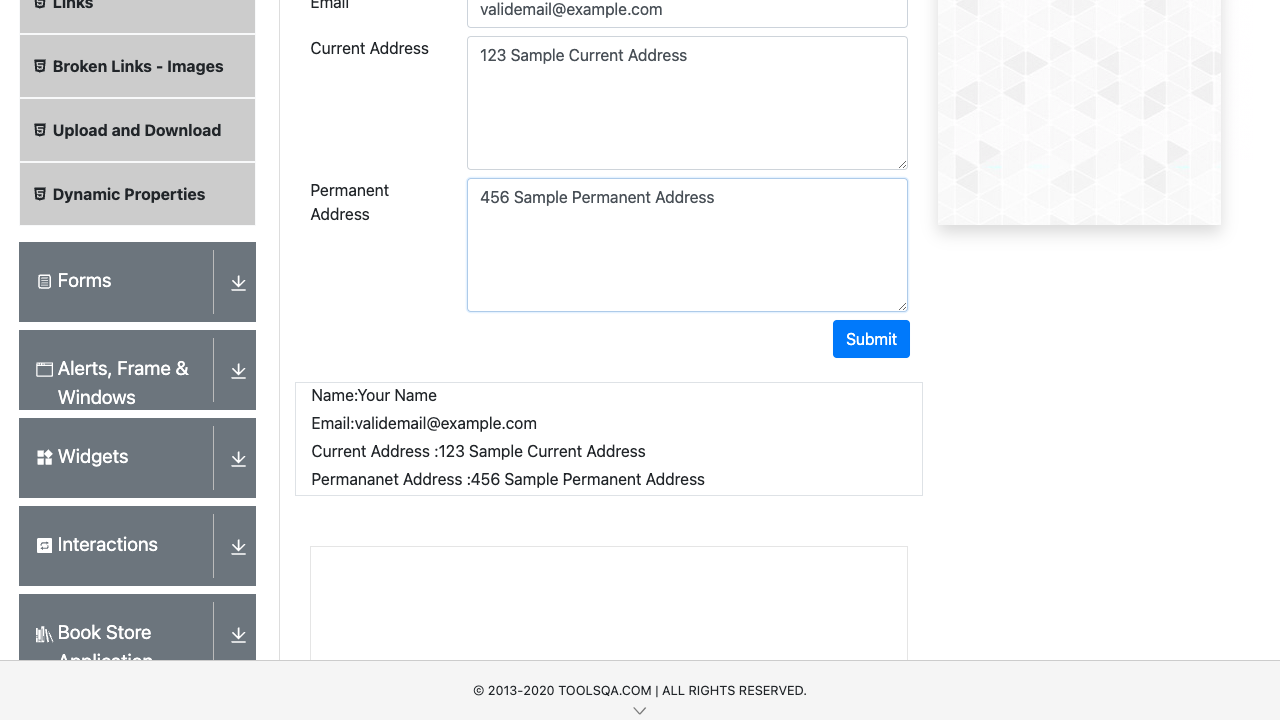 Links
Broken Links - Images
Upload and Download
Dynamic Properties
Forms
Alerts, Frame &
Windows
Widgets
Interactions
Book Store
Application
Email
validemail@example.com
Current Address
123 Sample Current Address
Permanent
Address
456 Sample Permanent Address
Submit
Name:Your Name
Email:validemail@example.com
Current Address :123 Sample Current Address
Permananet Address :456 Sample Permanent Address
© 2013-2020 TOOLSQA.COM | ALL RIGHTS RESERVED.